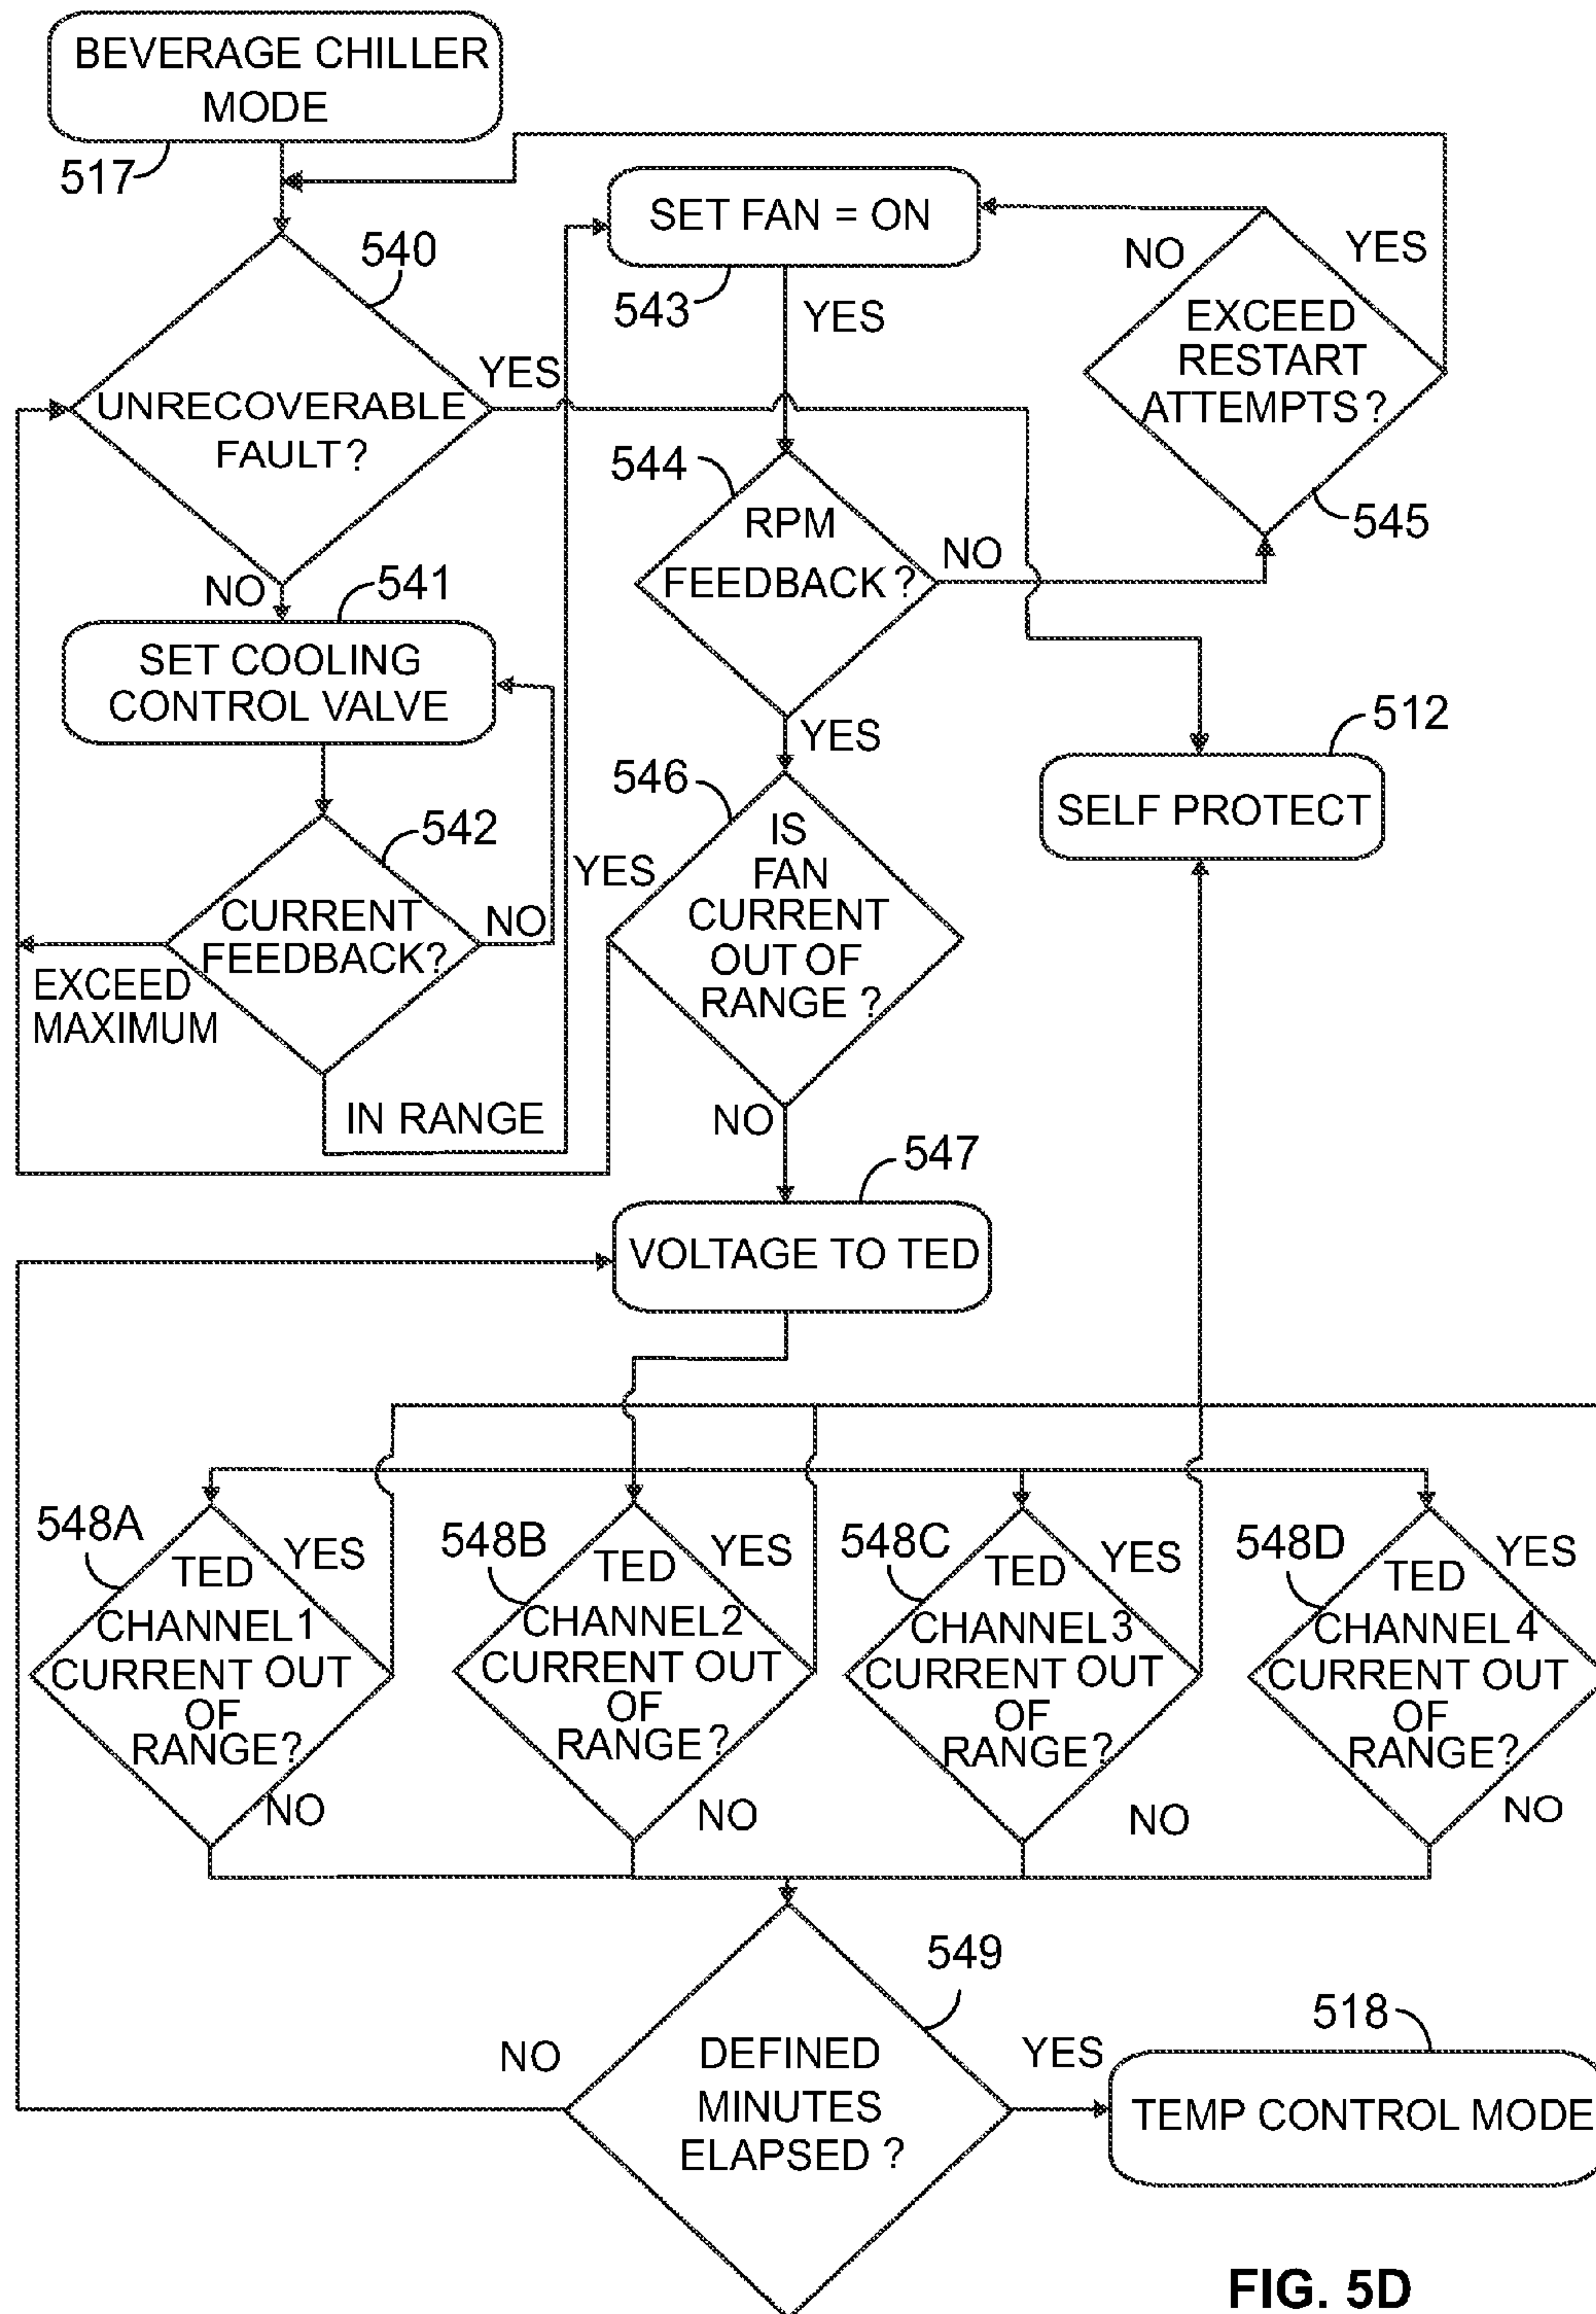 BEVERAGE CHILLER
MODE
517
540
UNRECOVERABLE
FAULT?
YES
NO
541
SET COOLING
CONTROL VALVE
542
CURRENT
FEEDBACK?
NO
EXCEED
MAXIMUM
IN RANGE
SET FAN = ON
543
YES
544
RPM
FEEDBACK?
NO
YES
NO
YES
EXCEED
RESTART
ATTEMPTS?
545
546
IS
FAN
CURRENT
OUT OF
RANGE ?
YES
NO
512
SELF PROTECT
547
VOLTAGE TO TED
548A
TED
CHANNEL1
CURRENT OUT
OF
RANGE?
YES
NO
548B
TED
CHANNEL2
CURRENT OUT
OF
RANGE?
YES
NO
548C
TED
CHANNEL3
CURRENT OUT
OF
RANGE?
YES
NO
548D
TED
CHANNEL4
CURRENT OUT
OF
RANGE?
YES
NO
549
DEFINED
MINUTES
ELAPSED ?
NO
YES
518
TEMP CONTROL MODE
FIG. 5D